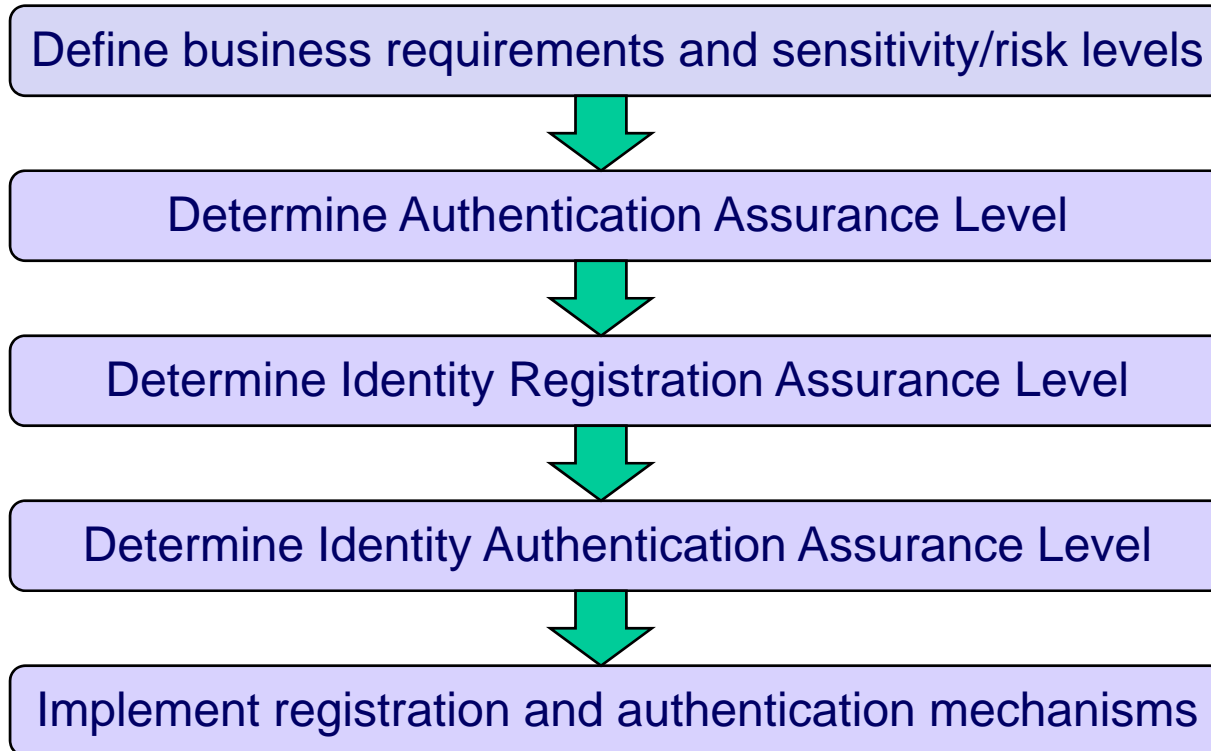 Define business requirements and sensitivity/risk levels
Determine Authentication Assurance Level
Determine Identity Registration Assurance Level
Determine Identity Authentication Assurance Level
Implement registration and authentication mechanisms